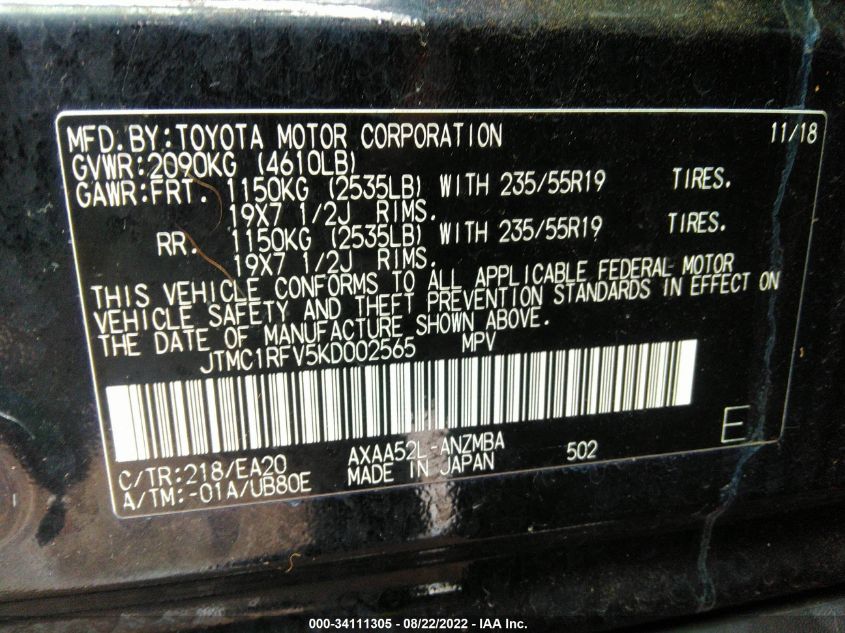 MFD.BY:TOYOTA MOTOR CORPORATION 11/18
GVWR:2090KG (4610LB)
GAWR:FRT. 1150KG (2535LB) WITH 235/55R19 TIRES.
19X7 1/2J RIMS.
RR. 1150KG (2535LB) WITH 235/55R19 TIRES.
19X7 1/2J RIMS.
THIS VEHICLE CONFORMS TO ALL APPLICABLE FEDERAL MOTOR
VEHICLE SAFETY AND THEFT PREVENTION STANDARDS IN EFFECT ON
THE DATE OF MANUFACTURE SHOWN ABOVE.
JTMC1RFV5KD002565 MPV
C/TR:218/EA20 AXAA52L-ANZMBA 502 E
A/TM:-01A/UB80E MADE IN JAPAN
000-34111305 - 08/22/2022 - IAA Inc.